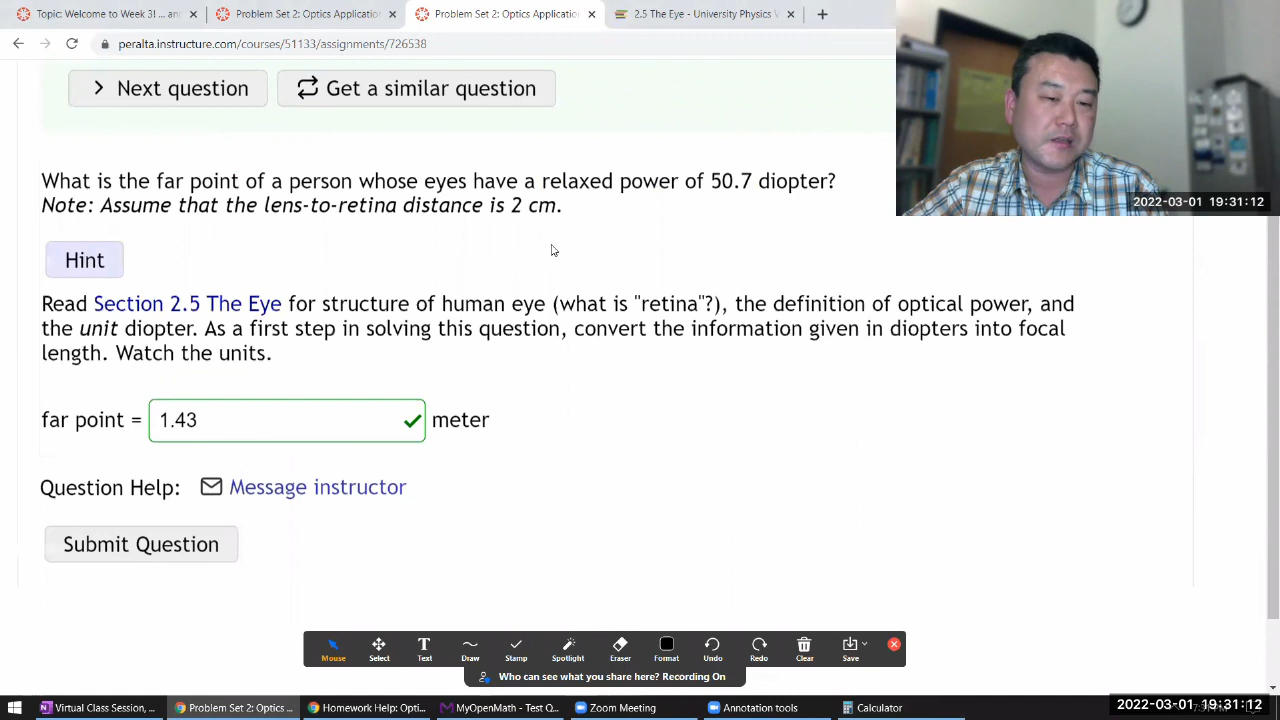 Topic: Welcome to Week 3! ... an
Problem Set 2: Optics Application
Problem Set 2: Optics Application
2.5 The Eye - University Physics V
peralta.instructure.com/courses/51133/assignments/726538
2022-03-01 19:31:12
Next question
Get a similar question
What is the far point of a person whose eyes have a relaxed power of 50.7 diopter?
Note: Assume that the lens-to-retina distance is 2 cm.
Hint
Read Section 2.5 The Eye for structure of human eye (what is "retina"?), the definition of optical power, and
the unit diopter. As a first step in solving this question, convert the information given in diopters into focal
length. Watch the units.
far point = 1.43 meter
Question Help: Message instructor
Submit Question
Mouse Select Text Draw Stamp Spotlight Eraser Format Undo Redo Clear Save
Who can see what you share here? Recording On
Virtual Class Session, ...
Problem Set 2: Optics ...
Homework Help: Opti...
MyOpenMath - Test Q...
Zoom Meeting
Annotation tools
Calculator
2022-03-01 19:31:12